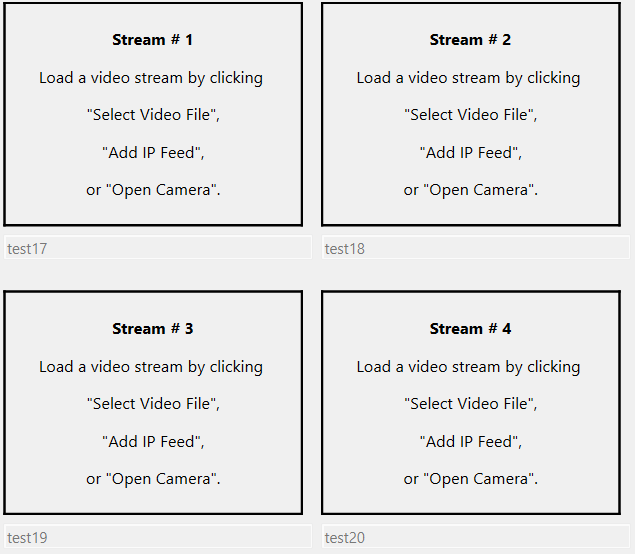 Stream # 1
Load a video stream by clicking
"Select Video File",
"Add IP Feed",
or "Open Camera".
test17
Stream # 2
Load a video stream by clicking
"Select Video File",
"Add IP Feed",
or "Open Camera".
test18
Stream # 3
Load a video stream by clicking
"Select Video File",
"Add IP Feed",
or "Open Camera".
test19
Stream # 4
Load a video stream by clicking
"Select Video File",
"Add IP Feed",
or "Open Camera".
test20